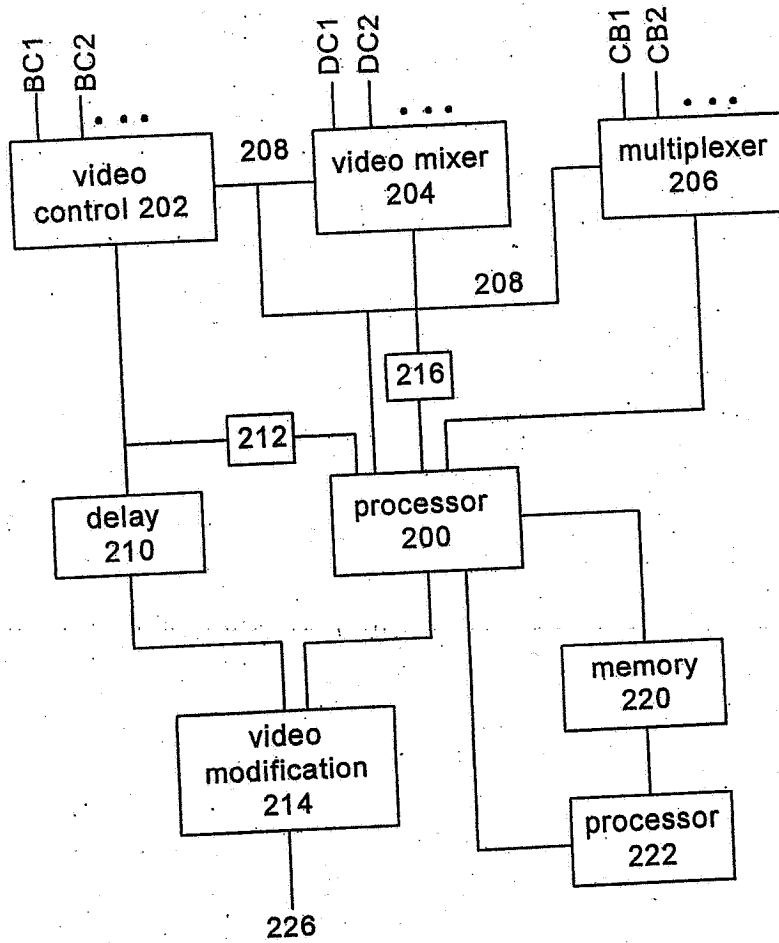 BC1
BC2
DC1
DC2
CB1
CB2
video
control 202
208
video mixer
204
multiplexer
206
208
216
212
delay
210
processor
200
memory
220
video
modification
214
processor
222
226